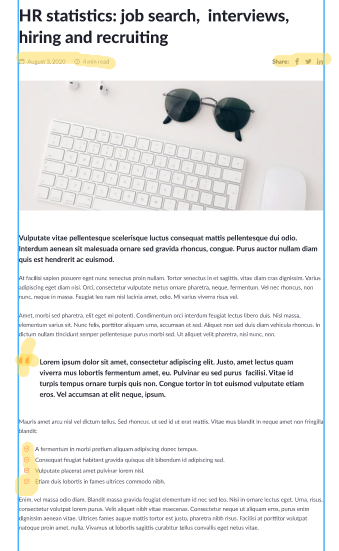 HR statistics: job search, interviews,
hiring and recruiting
August 3, 2020 4 min read Share:
Vulputate vitae pellentesque scelerisque luctus consequat mattis pellentesque dui odio.
Interdum aenean sit malesuada ornare sed gravida rhoncus, congue. Purus auctor nullam diam
quis est hendrerit ac euismod.
At facilisi sapien posuere eget nunc senectus proin nullam. Tortor senectus in et sagittis, vitae diam cras dignissim. Varius
adipiscing eget diam nisi. Orci, consectetur vulputate metus ornare pharetra, neque, fermentum. Vel nec rhoncus, non
nunc, neque in massa. Feugiat leo nam nisl lacinia amet, odio. Mi varius viverra risus vel.
Amet, morbi sed pharetra, elit eget mi potenti. Condimentum orci interdum feugiat lectus libero duis. Nisl massa,
elementum varius sit. Nunc felis, porttitor aliquam urna, accumsan et sed. Aliquet non sed duis diam vehicula rhoncus. In
dictum nullam tincidunt semper pellentesque porta morbi sed. Ut aliquet velit pharetra, nisi nunc, non.
Lorem ipsum dolor sit amet, consectetur adipiscing elit. Justo, amet lectus quam
viverra mus lobortis fermentum amet, eu. Pulvinar eu sed purus facilisi. Vitae id
turpis tempus ornare turpis quis non. Congue tortor in tot euismod vulputate etiam
eros. Vel accumsan at elit neque, ipsum.
Mauris amet arcu nisl vel dictum tellus. Sed rhoncus, ut sed id ut erat mattis. Vitae mus blandit in neque amet non fringilla
blandit:
A fermentum in morbi pretium aliquam adipiscing donec tempus.
Consequat feugiat habitant gravida quisque elit bibendum id adipiscing sed.
Vulputate placerat amet pulvinar lorem nisl.
Etiam duis lobortis in fames ultrices commodo nibh.
Enim, vel massa odio diam. Blandit massa gravida feugiat elementum id nec sed leo. Nisi in ornare lectus eget. Urna, risus,
consectetur volutpat lorem purus. Velit aliquet nibh vitae maecenas. Consectetur neque ut aliquam eros, purus enim
dignissim aenean vitae. Ultrices fames augue mattis tortor est justo, pharetra nibh risus. Facilisi at porttitor volutpat
natoque proin amet, nulla. Vivamus ut lobortis sagittis curabitur tellus convallis eget netus vitae.